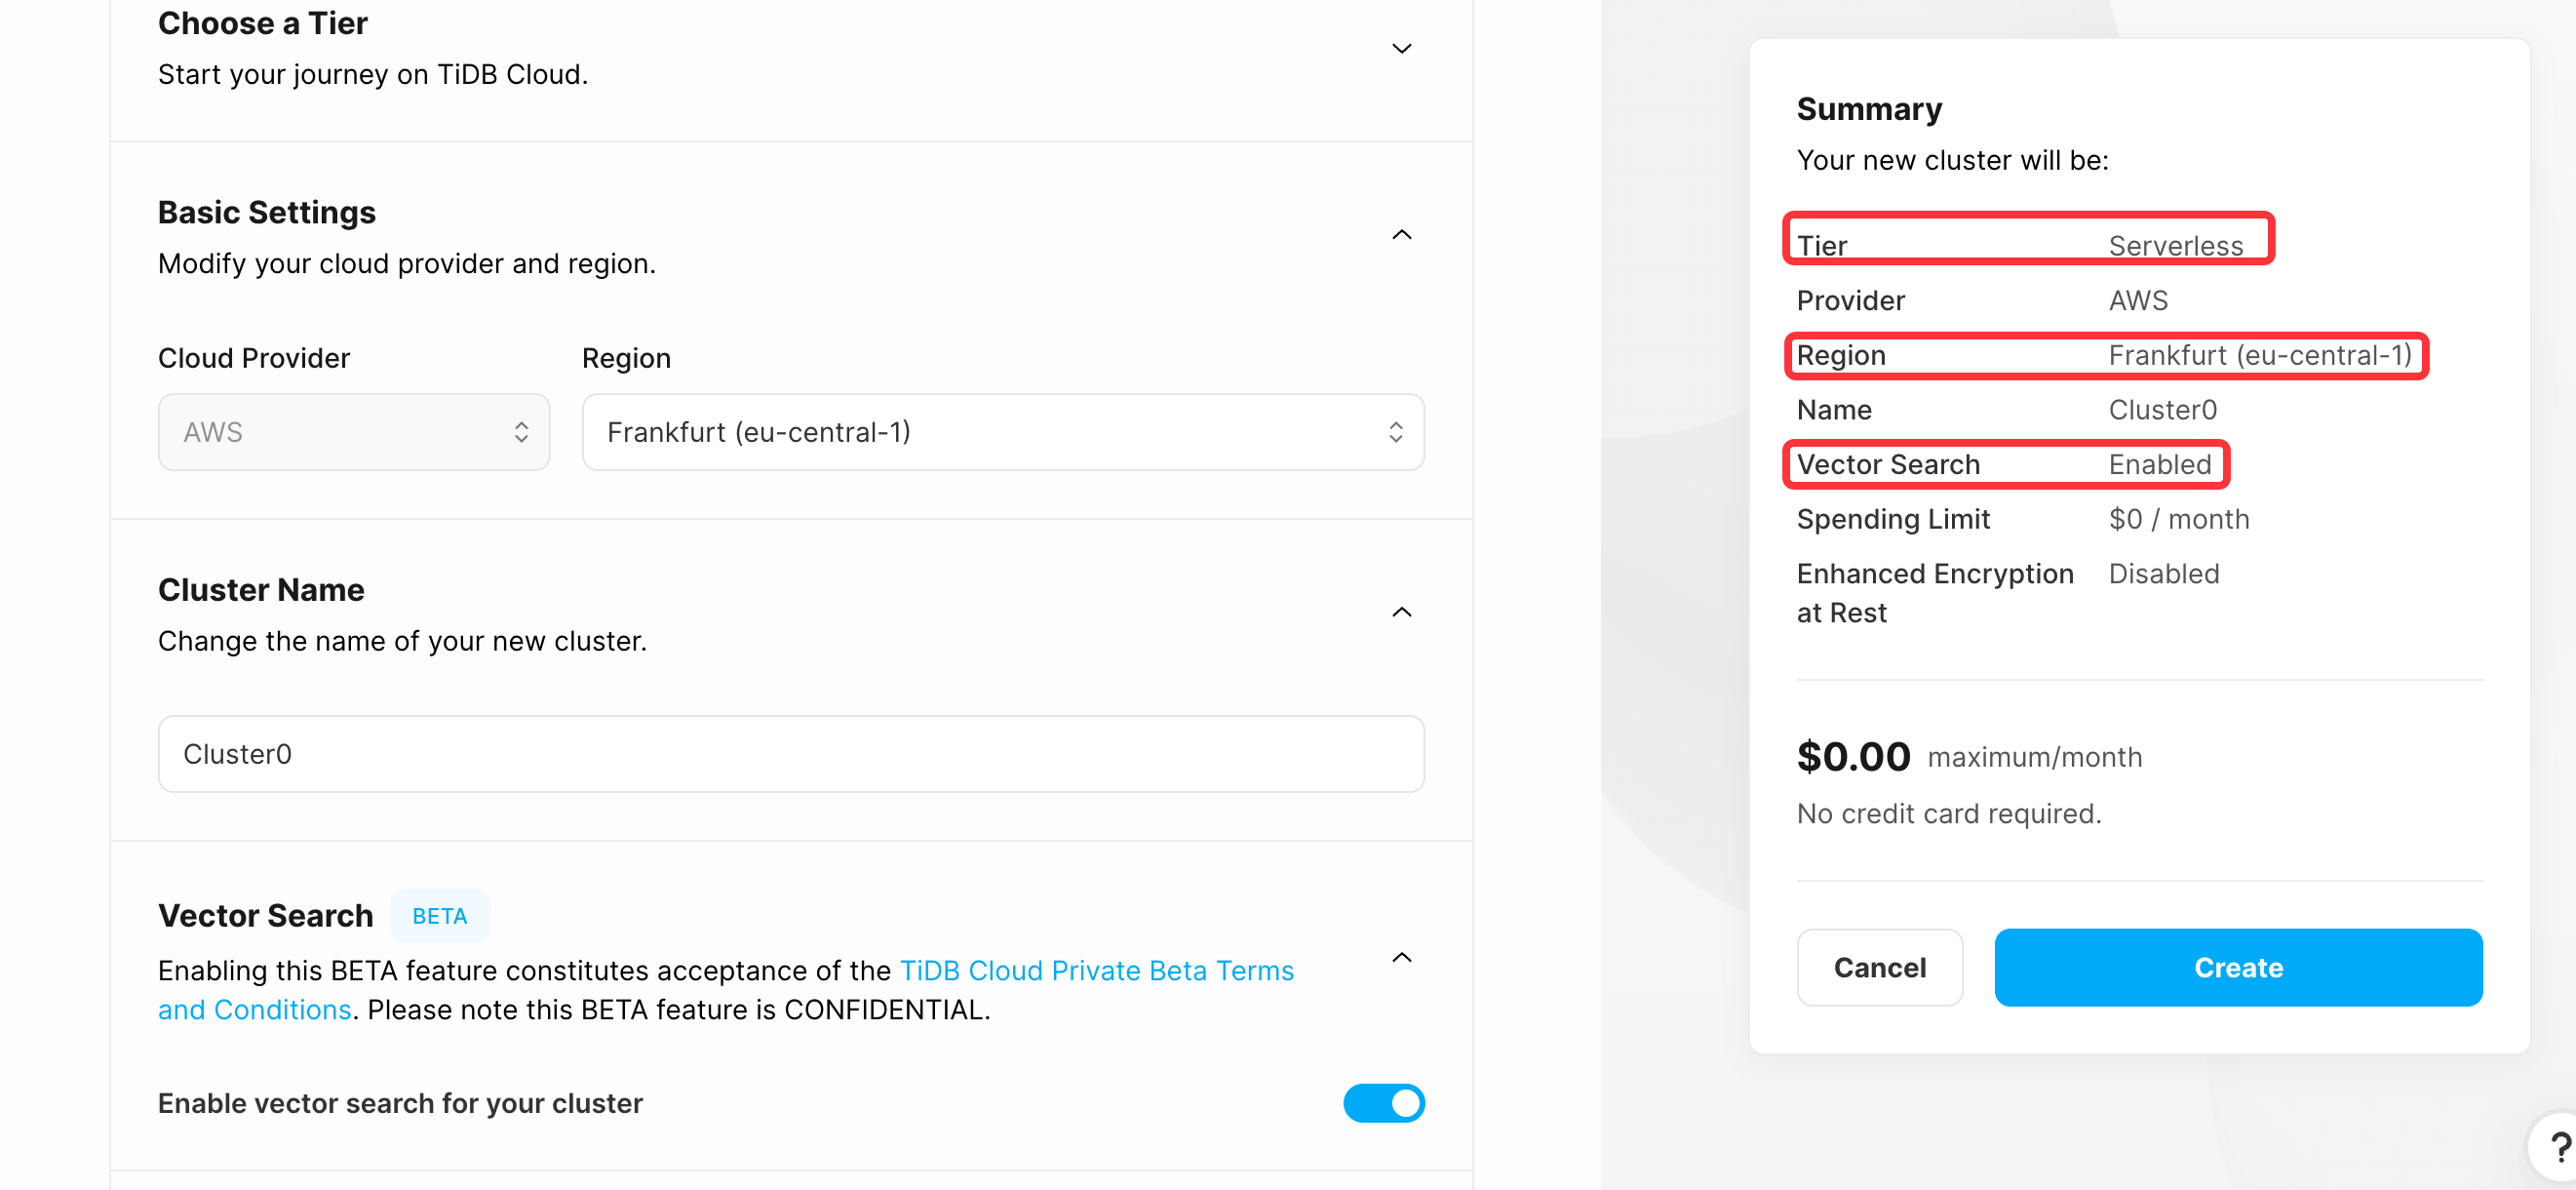 Choose a Tier
Start your journey on TiDB Cloud.
Basic Settings
Modify your cloud provider and region.
Cloud Provider
Region
AWS
Frankfurt (eu-central-1)
Cluster Name
Change the name of your new cluster.
Cluster0
Vector Search BETA
Enabling this BETA feature constitutes acceptance of the TiDB Cloud Private Beta Terms
and Conditions. Please note this BETA feature is CONFIDENTIAL.
Enable vector search for your cluster
Summary
Your new cluster will be:
Tier Serverless
Provider AWS
Region Frankfurt (eu-central-1)
Name Cluster0
Vector Search Enabled
Spending Limit $0 / month
Enhanced Encryption Disabled
at Rest
$0.00 maximum/month
No credit card required.
Cancel Create
?